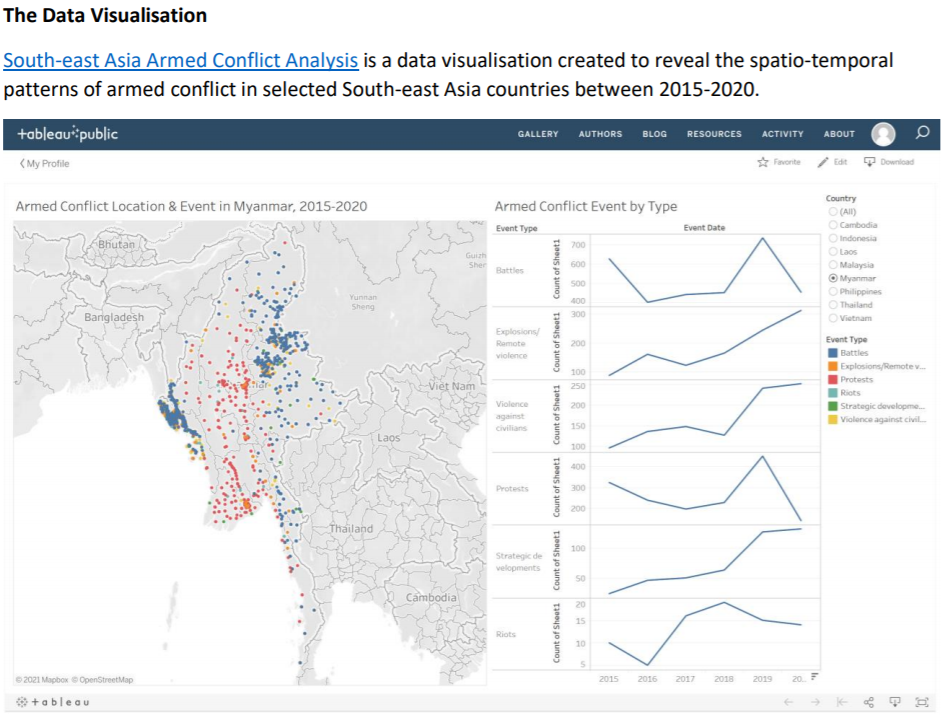 The Data Visualisation
South-east Asia Armed Conflict Analysis is a data visualisation created to reveal the spatio-temporal
patterns of armed conflict in selected South-east Asia countries between 2015-2020.
+ab|eau public
GALLERY AUTHORS BLOG RESOURCES ACTIVITY ABOUT
My Profile
Favorite Edit Download
Armed Conflict Location & Event in Myanmar, 2015-2020
Bhutan
Bangladesh
Yunnan
Sheng
Guizh
Sher
Viêt Nam
Laos
Thailand
Cambodia
© 2021 Mapbox © OpenStreetMap
Armed Conflict Event by Type
Event Type
Event Date
Battles
Count of Sheet1
700
600
500
400
Explosions/
Remote
violence
Count of Sheet1
300
200
100
Violence
against
civilians
Count of Sheet1
250
200
150
100
Protests
Count of Sheet1
400
300
200
Strategic de
velopments
Count of Sheet1
100
50
Riots
Count of Sheet1
20
15
10
5
2015 2016 2017 2018 2019 20..
Country
(All)
Cambodia
Indonesia
Laos
Malaysia
Myanmar
Philippines
Thailand
Vietnam
Event Type
Battles
Explosions/Remote v...
Protests
Riots
Strategic developme...
Violence against civil...
+ a b | e a u